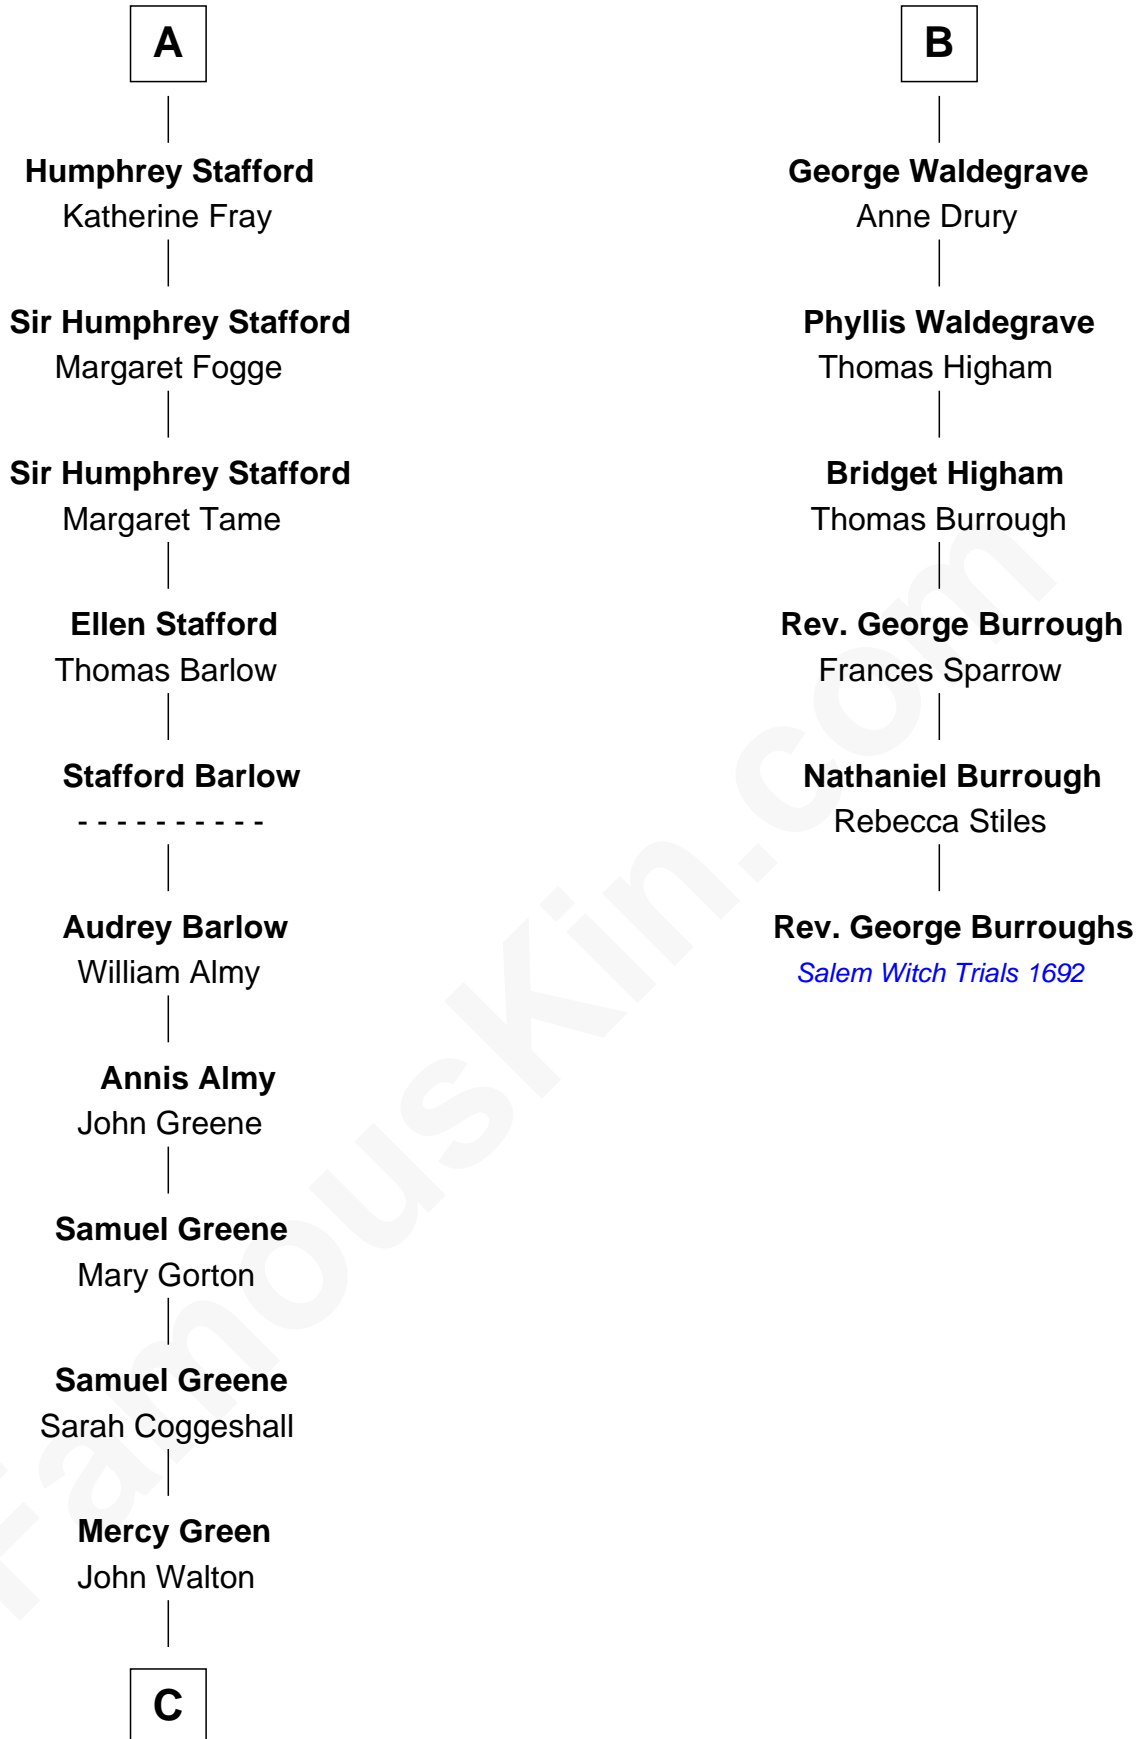 A
Humphrey Stafford
Katherine Fray
Sir Humphrey Stafford
Margaret Fogge
Sir Humphrey Stafford
Margaret Tame
Ellen Stafford
Thomas Barlow
Stafford Barlow
- - - - - - - - - -
Audrey Barlow
William Almy
Annis Almy
John Greene
Samuel Greene
Mary Gorton
Samuel Greene
Sarah Coggeshall
Mercy Green
John Walton
C
B
George Waldegrave
Anne Drury
Phyllis Waldegrave
Thomas Higham
Bridget Higham
Thomas Burrough
Rev. George Burrough
Frances Sparrow
Nathaniel Burrough
Rebecca Stiles
Rev. George Burroughs
Salem Witch Trials 1692
FamousKin.com